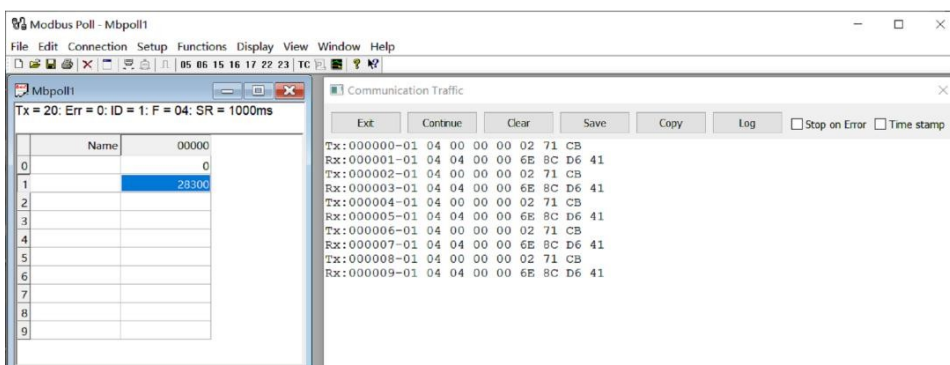 Modbus Poll - Mbpoll1
File Edit Connection Setup Functions Display View Window Help
05 06 15 16 17 22 23 TC
Mbpoll1
Tx = 20: Err = 0: ID = 1: F = 04: SR = 1000ms
Name 00000
0 0
1 28300
2
3
4
5
6
7
8
9
Communication Traffic
Exit Continue Clear Save Copy Log Stop on Error Time stamp
Tx:000000-01 04 00 00 00 02 71 CB
Rx:000001-01 04 04 00 00 6E 8C D6 41
Tx:000002-01 04 00 00 00 02 71 CB
Rx:000003-01 04 04 00 00 6E 8C D6 41
Tx:000004-01 04 00 00 00 02 71 CB
Rx:000005-01 04 04 00 00 6E 8C D6 41
Tx:000006-01 04 00 00 00 02 71 CB
Rx:000007-01 04 04 00 00 6E 8C D6 41
Tx:000008-01 04 00 00 00 02 71 CB
Rx:000009-01 04 04 00 00 6E 8C D6 41